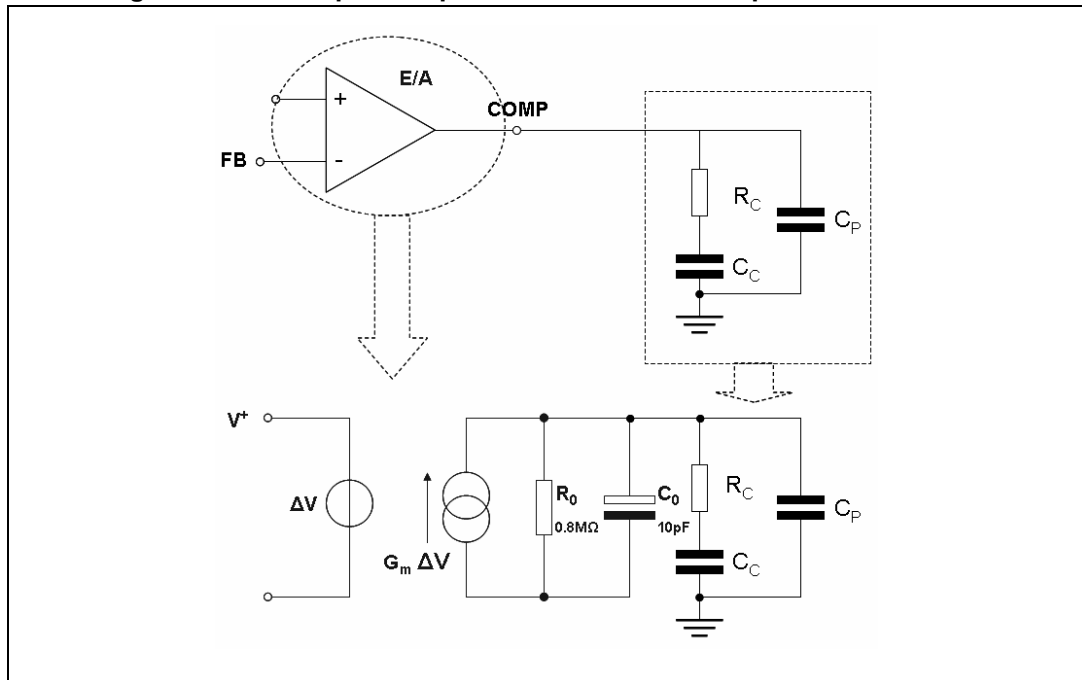 E/A
+
COMP
FB
-
R_C
C_P
C_C
V⁺
ΔV
G_m ΔV
R_0
0.8MΩ
C_0
10pF
R_C
C_P
C_C